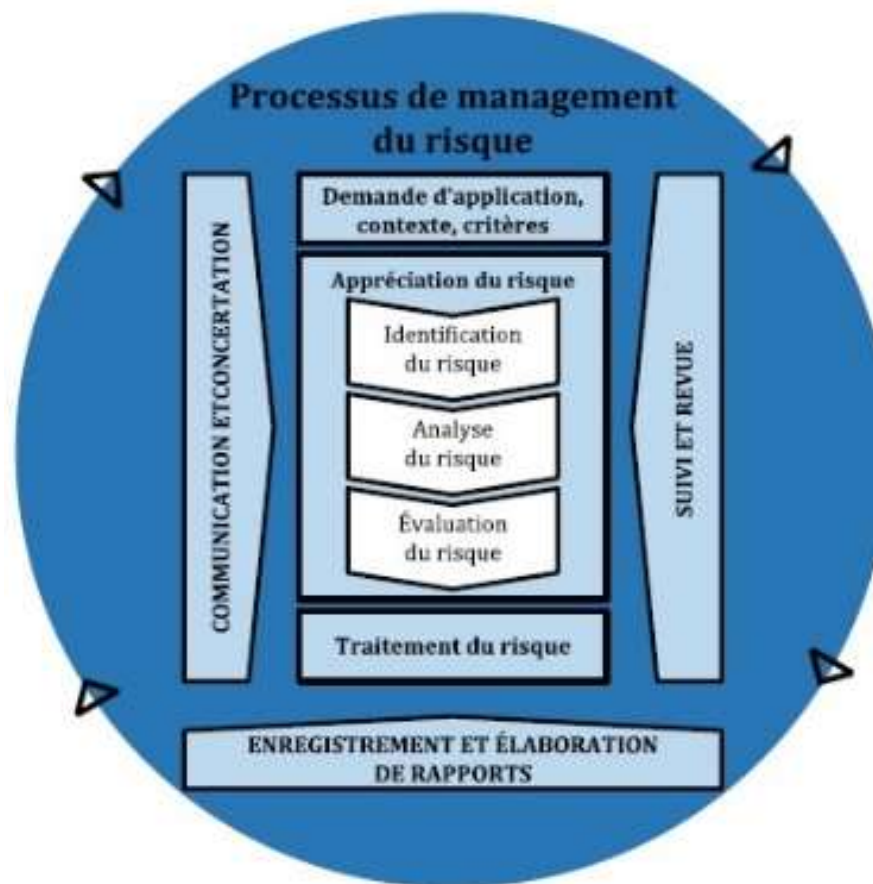 Processus de management
du risque
Demande d'application,
contexte, critères
Appréciation du risque
Identification
du risque
Analyse
du risque
Évaluation
du risque
Traitement du risque
COMMUNICATION ETCONCERTATION
SUIVI ET REVUE
ENREGISTREMENT ET ÉLABORATION
DE RAPPORTS